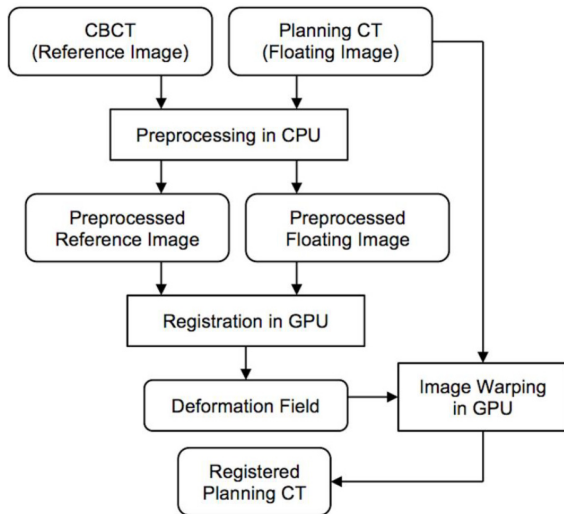 CBCT
(Reference Image)
Planning CT
(Floating Image)
Preprocessing in CPU
Preprocessed
Reference Image
Preprocessed
Floating Image
Registration in GPU
Deformation Field
Image Warping
in GPU
Registered
Planning CT